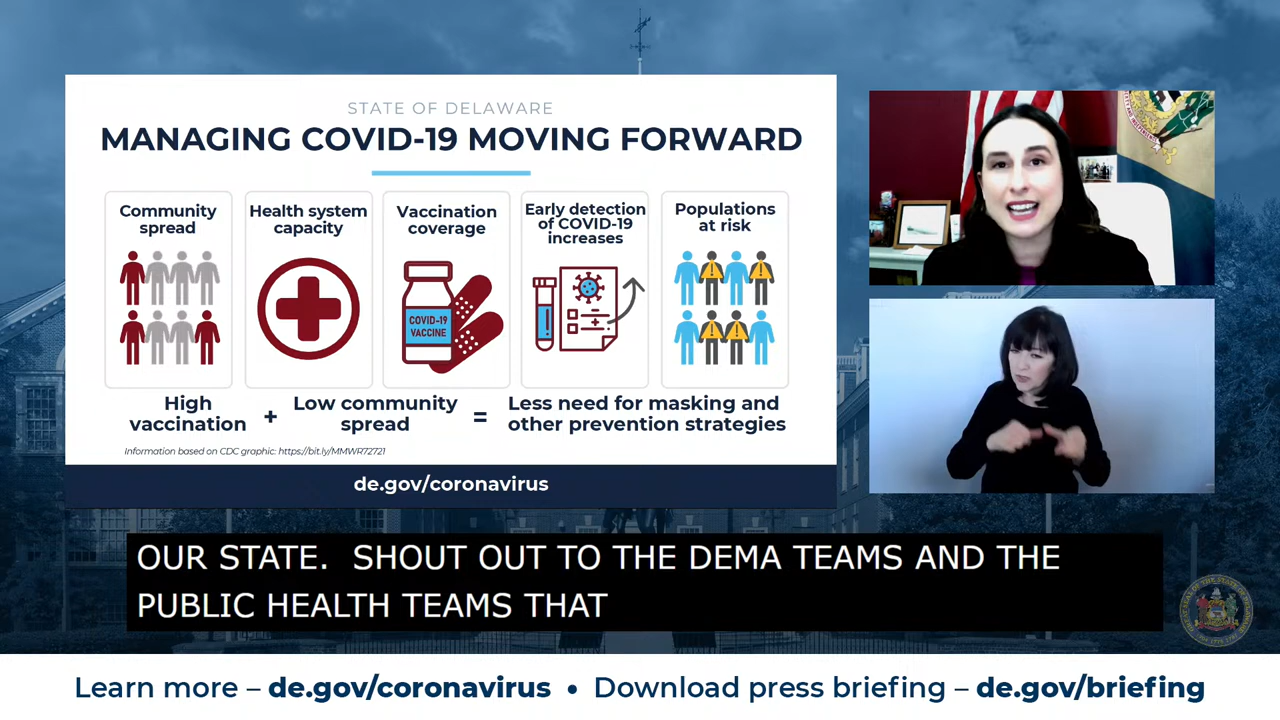 STATE OF DELAWARE
MANAGING COVID-19 MOVING FORWARD
Community
spread
Health system
capacity
Vaccination
coverage
COVID-19
VACCINE
Early detection
of COVID-19
increases
Populations
at risk
High
vaccination
+
Low community
spread
=
Less need for masking and
other prevention strategies
Information based on CDC graphic: https://bit.ly/MMWR72721
de.gov/coronavirus
OUR STATE.  SHOUT OUT TO THE DEMA TEAMS AND THE
PUBLIC HEALTH TEAMS THAT
Learn more – de.gov/coronavirus • Download press briefing – de.gov/briefing